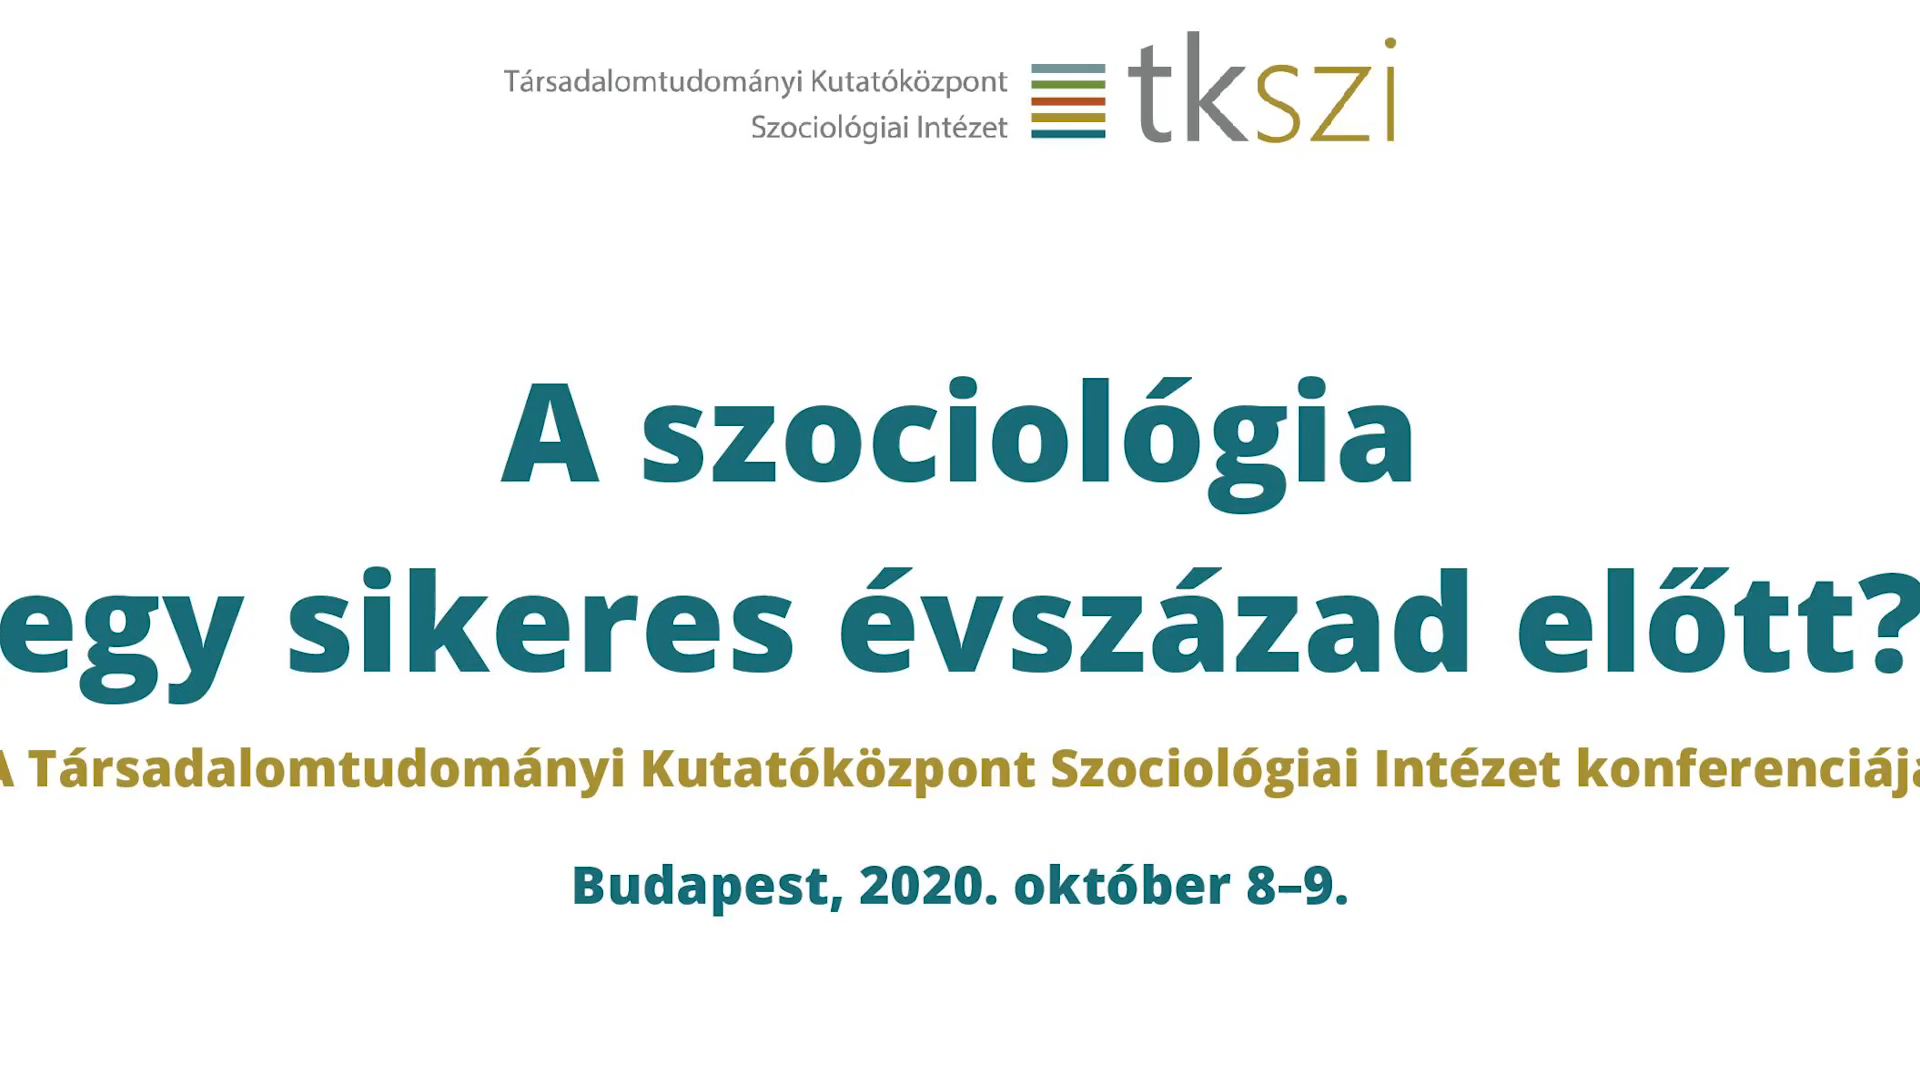 Társadalomtudományi Kutatóközpont
Szociológiai Intézet
tkszi
A szociológia
egy sikeres évszázad előtt?
A Társadalomtudományi Kutatóközpont Szociológiai Intézet konferenciája
Budapest, 2020. október 8–9.